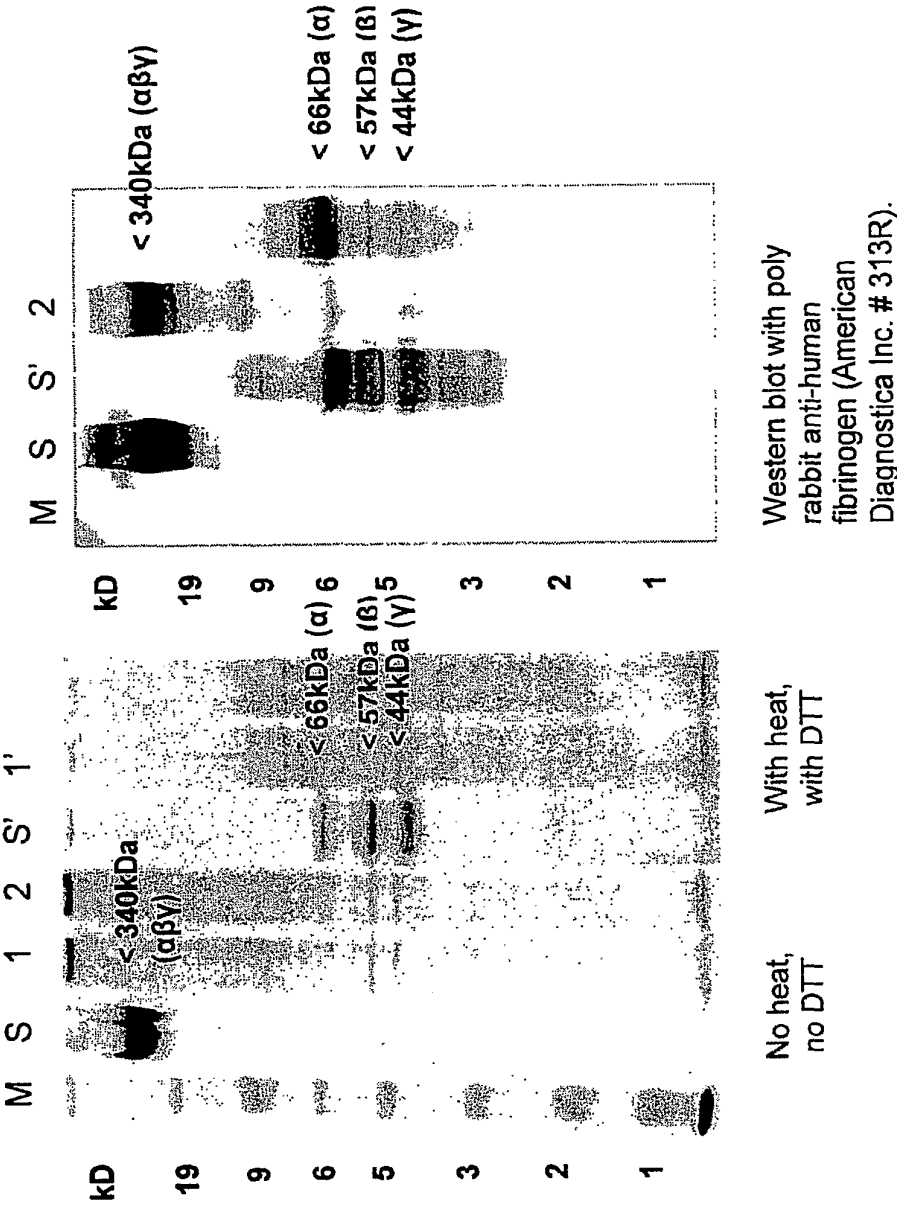 M S 1 2 S' 1'
kD
19
9
6
5
3
2
1
< 340kDa
(αβγ)
< 66kDa (α)
< 57kDa (ß)
< 44kDa (γ)
No heat,
no DTT
With heat,
with DTT
M S S' 2
kD
19
9
6
5
3
2
1
< 340kDa (αβγ)
< 66kDa (α)
< 57kDa (ß)
< 44kDa (γ)
Western blot with poly
rabbit anti-human
fibrinogen (American
Diagnostica Inc. # 313R).